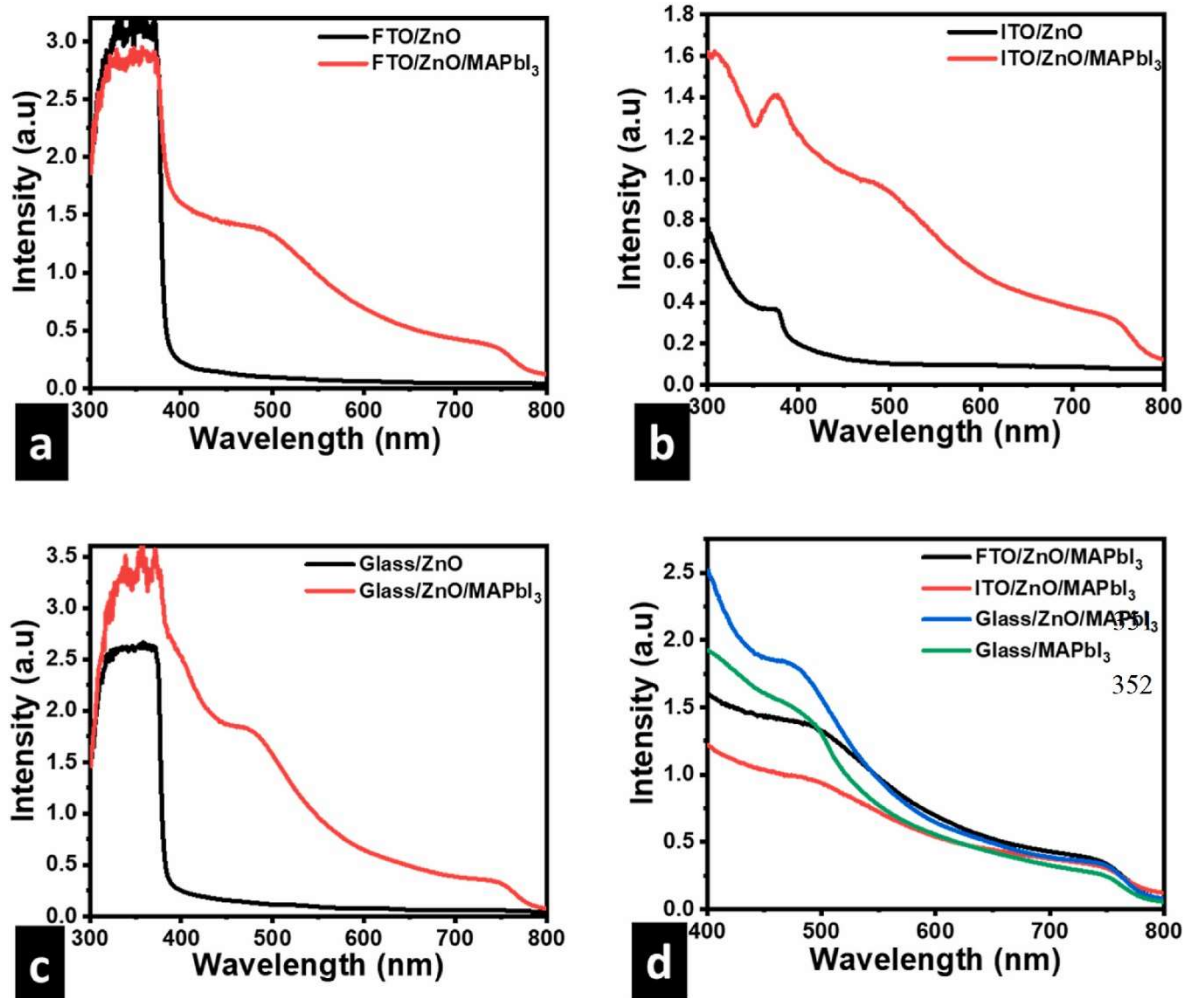 FTO/ZnO
FTO/ZnO/MAPbI₃
Intensity (a.u)
3.0
2.5
2.0
1.5
1.0
0.5
0.0
300 400 500 600 700 800
Wavelength (nm)
a
ITO/ZnO
ITO/ZnO/MAPbI₃
Intensity (a.u)
1.8
1.6
1.4
1.2
1.0
0.8
0.6
0.4
0.2
0.0
300 400 500 600 700 800
Wavelength (nm)
b
Glass/ZnO
Glass/ZnO/MAPbI₃
Intensity (a.u)
3.5
3.0
2.5
2.0
1.5
1.0
0.5
0.0
300 400 500 600 700 800
Wavelength (nm)
c
FTO/ZnO/MAPbI₃
ITO/ZnO/MAPbI₃
Glass/ZnO/MAPbI₃
351
Glass/MAPbI₃
352
Intensity (a.u)
2.5
2.0
1.5
1.0
0.5
0.0
400 500 600 700 800
Wavelength (nm)
d